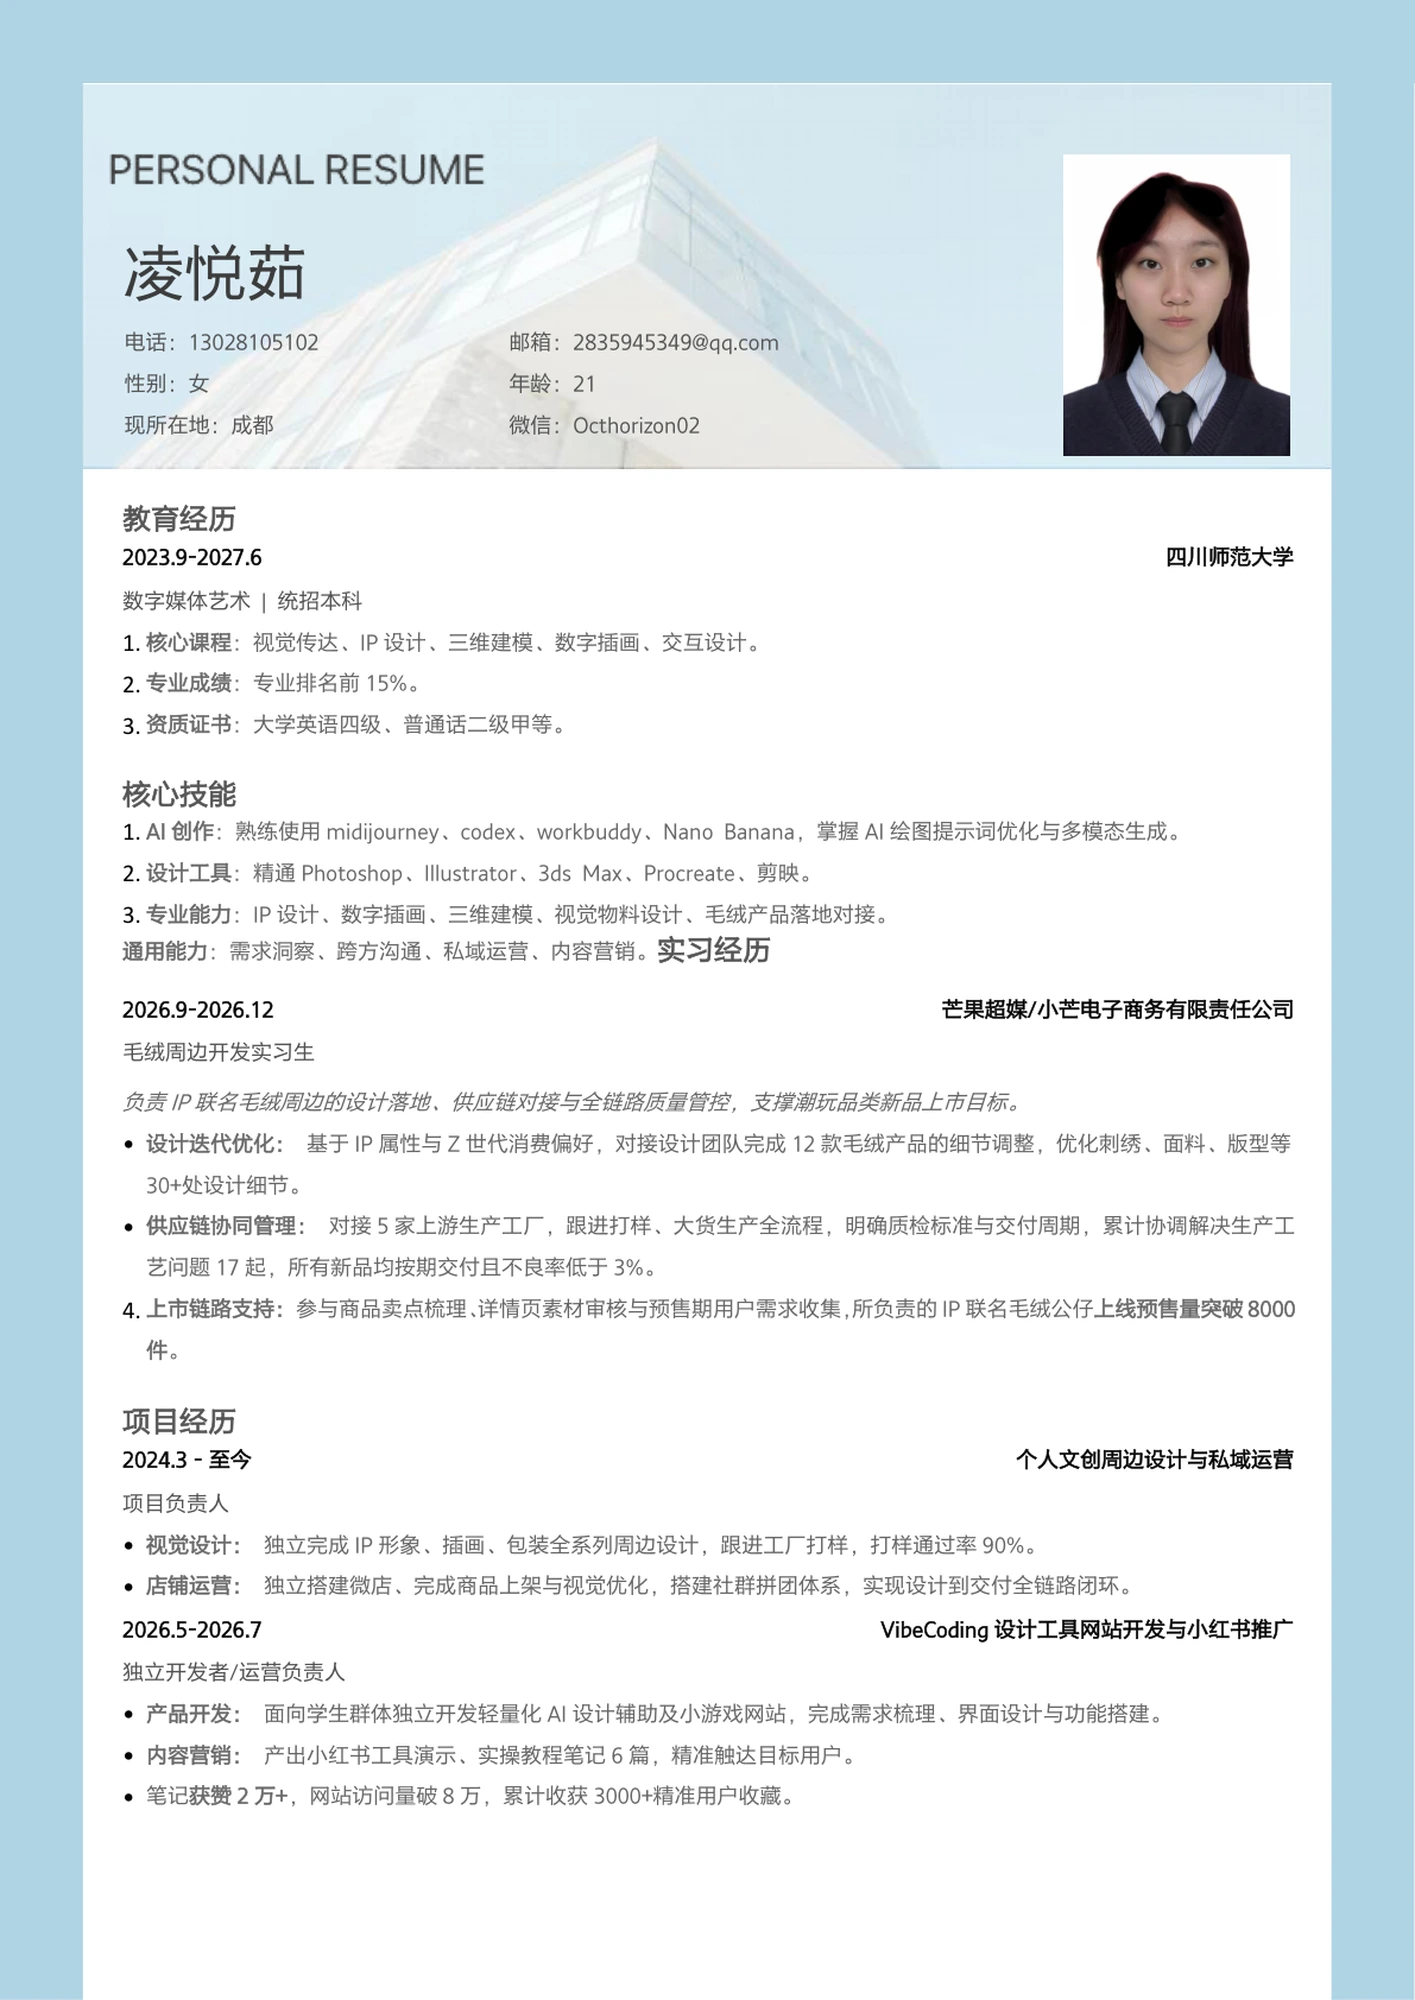 PERSONAL RESUME
凌悦茹
电话：13028105102 邮箱：2835945349@qq.com
性别：女 年龄：21
现所在地：成都 微信：Octhorizon02
教育经历
2023.9-2027.6 四川师范大学
数字媒体艺术 | 统招本科
1. 核心课程：视觉传达、IP 设计、三维建模、数字插画、交互设计。
2. 专业成绩：专业排名前 15%。
3. 资质证书：大学英语四级、普通话二级甲等。
核心技能
1. AI 创作：熟练使用 midijourney、codex、workbuddy、Nano Banana，掌握 AI 绘图提示词优化与多模态生成。
2. 设计工具：精通 Photoshop、Illustrator、3ds Max、Procreate、剪映。
3. 专业能力：IP 设计、数字插画、三维建模、视觉物料设计、毛绒产品落地对接。
通用能力：需求洞察、跨方沟通、私域运营、内容营销。实习经历
2026.9-2026.12 芒果超媒/小芒电子商务有限责任公司
毛绒周边开发实习生
负责 IP 联名毛绒周边的设计落地、供应链对接与全链路质量管控，支撑潮玩品类新品上市目标。
• 设计迭代优化： 基于 IP 属性与 Z 世代消费偏好，对接设计团队完成 12 款毛绒产品的细节调整，优化刺绣、面料、版型等
30+处设计细节。
• 供应链协同管理： 对接 5 家上游生产工厂，跟进打样、大货生产全流程，明确质检标准与交付周期，累计协调解决生产工
艺问题 17 起，所有新品均按期交付且不良率低于 3%。
4. 上市链路支持：参与商品卖点梳理、详情页素材审核与预售期用户需求收集，所负责的 IP 联名毛绒公仔上线预售量突破 8000
件。
项目经历
2024.3 - 至今 个人文创周边设计与私域运营
项目负责人
• 视觉设计： 独立完成 IP 形象、插画、包装全系列周边设计，跟进工厂打样，打样通过率 90%。
• 店铺运营： 独立搭建微店、完成商品上架与视觉优化，搭建社群拼团体系，实现设计到交付全链路闭环。
2026.5-2026.7 VibeCoding 设计工具网站开发与小红书推广
独立开发者/运营负责人
• 产品开发： 面向学生群体独立开发轻量化 AI 设计辅助及小游戏网站，完成需求梳理、界面设计与功能搭建。
• 内容营销： 产出小红书工具演示、实操教程笔记 6 篇，精准触达目标用户。
• 笔记获赞 2 万+，网站访问量破 8 万，累计收获 3000+精准用户收藏。